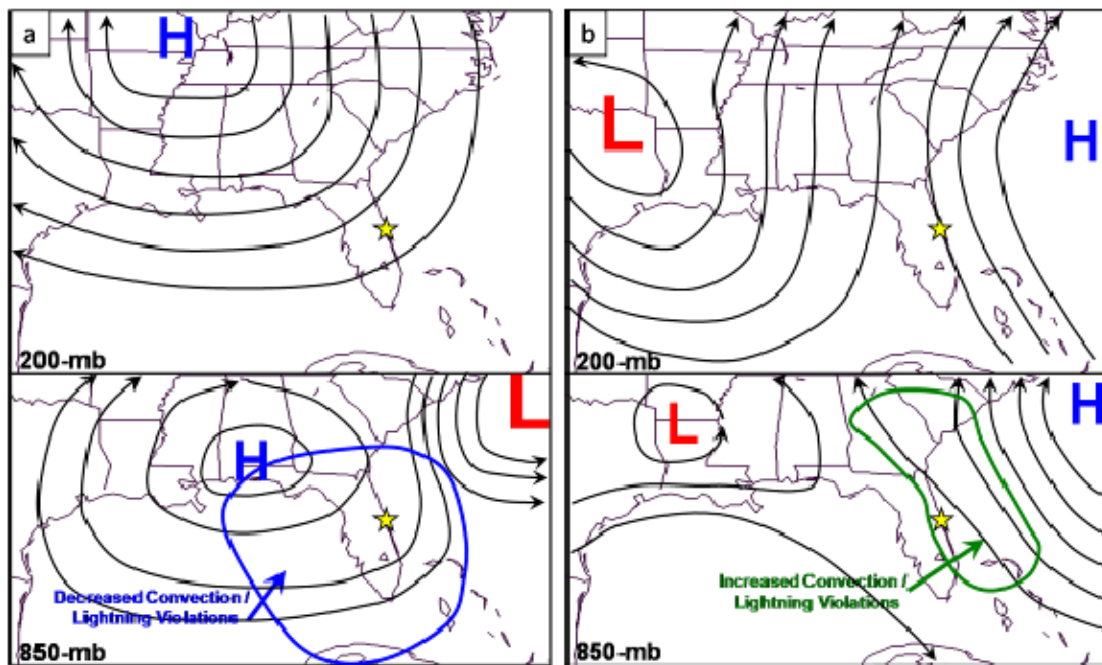 a
H
200-mb
L
H
Decreased Convection /
Lightning Violations
850-mb
b
L
H
200-mb
L
H
Increased Convection /
Lightning Violations
850-mb